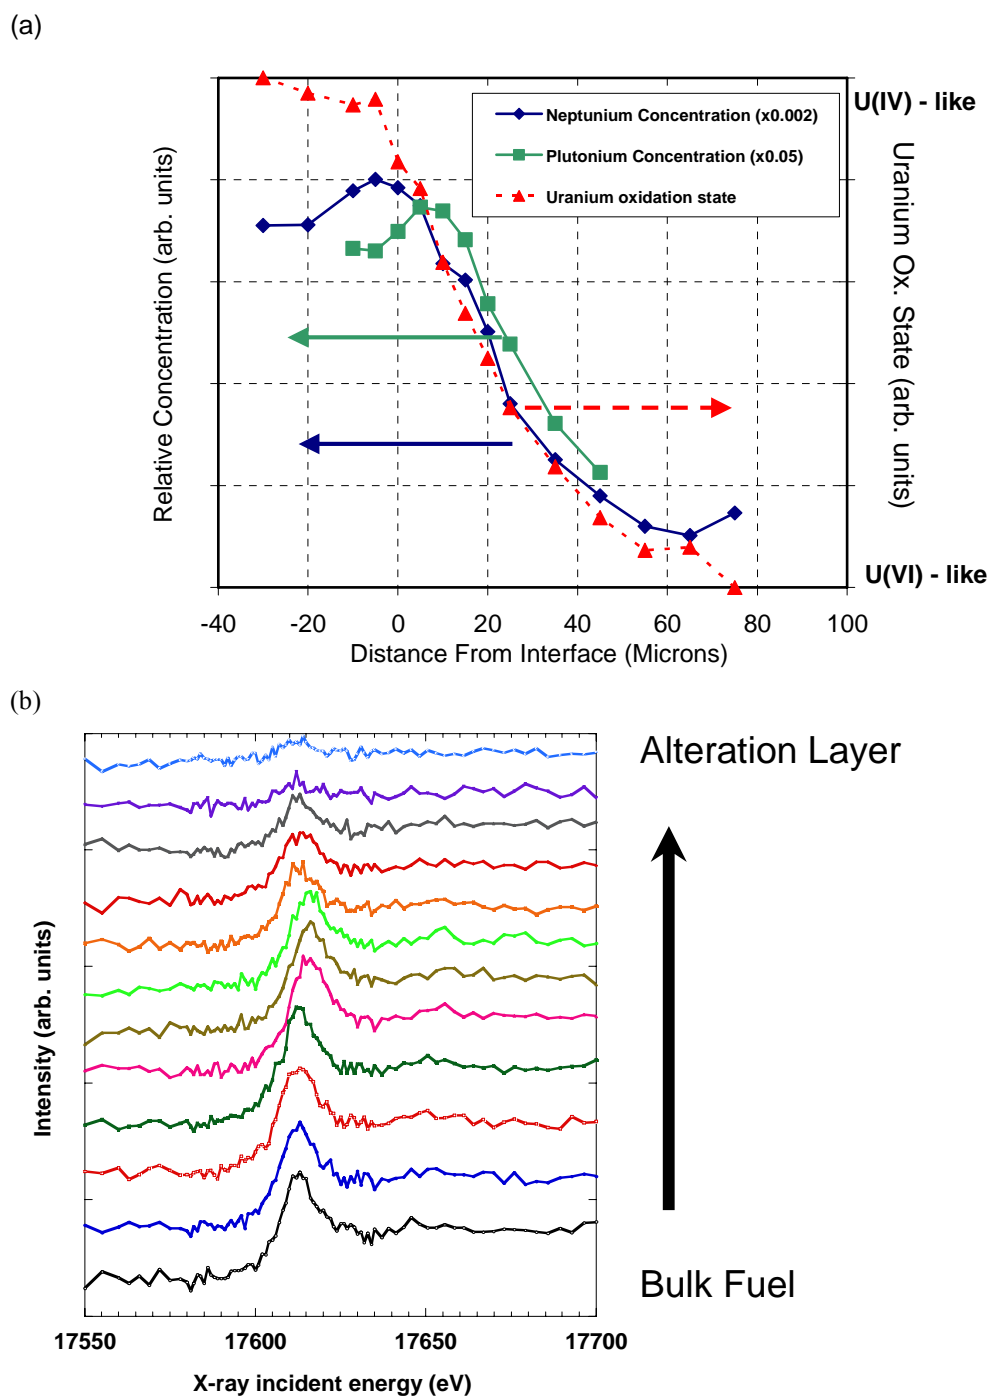 (a)
U(IV) - like
Neptunium Concentration (x0.002)
Plutonium Concentration (x0.05)
Uranium oxidation state
Relative Concentration (arb. units)
Uranium Ox. State (arb. units)
U(VI) - like
-40 -20 0 20 40 60 80 100
Distance From Interface (Microns)
(b)
Alteration Layer
Intensity (arb. units)
Bulk Fuel
17550 17600 17650 17700
X-ray incident energy (eV)